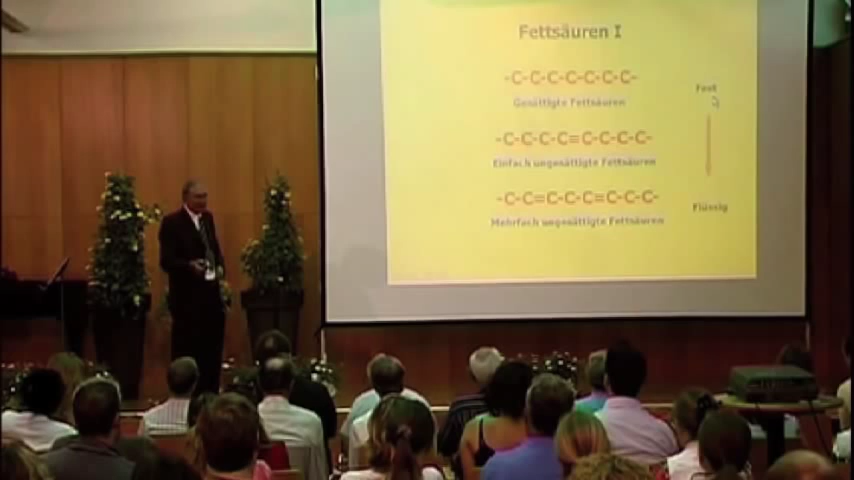 Fettsäuren I
-C-C-C-C-C-C-C-
Gesättigte Fettsäuren
Fest
-C-C-C-C=C-C-C-C-
Einfach ungesättigte Fettsäuren
-C-C=C-C-C=C-C-C-
Mehrfach ungesättigte Fettsäuren
Flüssig